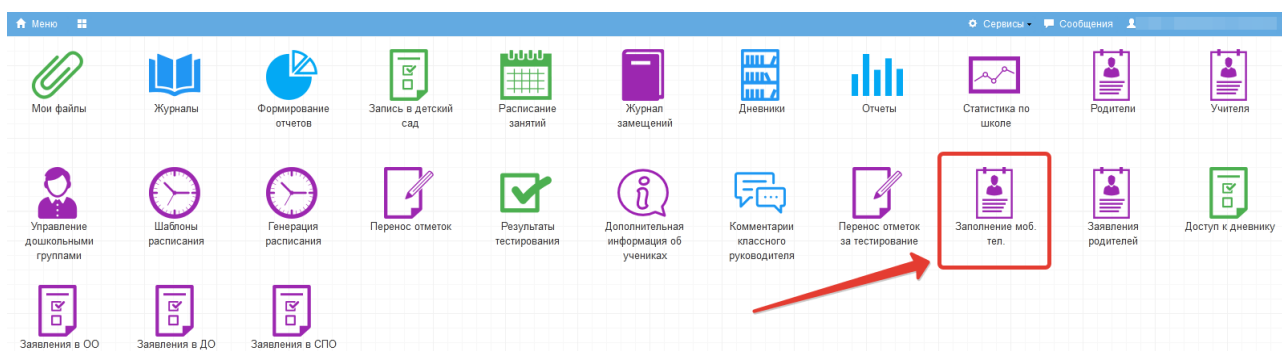 Меню
Сервисы
Сообщения
Мои файлы
Журналы
Формирование
отчетов
Запись в детский
сад
Расписание
занятий
Журнал
замещений
Дневники
Отчеты
Статистика по
школе
Родители
Учителя
Управление
дошкольными
группами
Шаблоны
расписания
Генерация
расписания
Перенос отметок
Результаты
тестирования
Дополнительная
информация об
учениках
Комментарии
классного
руководителя
Перенос отметок
за тестирование
Заполнение моб.
тел.
Заявления
родителей
Доступ к дневнику
Заявления в ОО
Заявления в ДО
Заявления в СПО